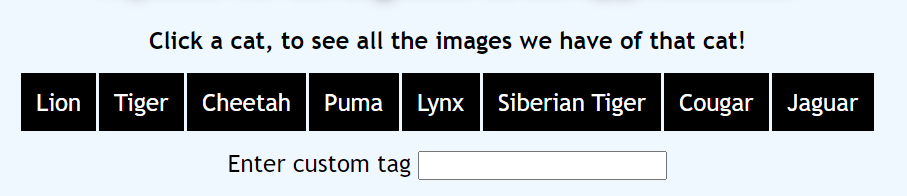 Click a cat, to see all the images we have of that cat!
Lion Tiger Cheetah Puma Lynx Siberian Tiger Cougar Jaguar
Enter custom tag